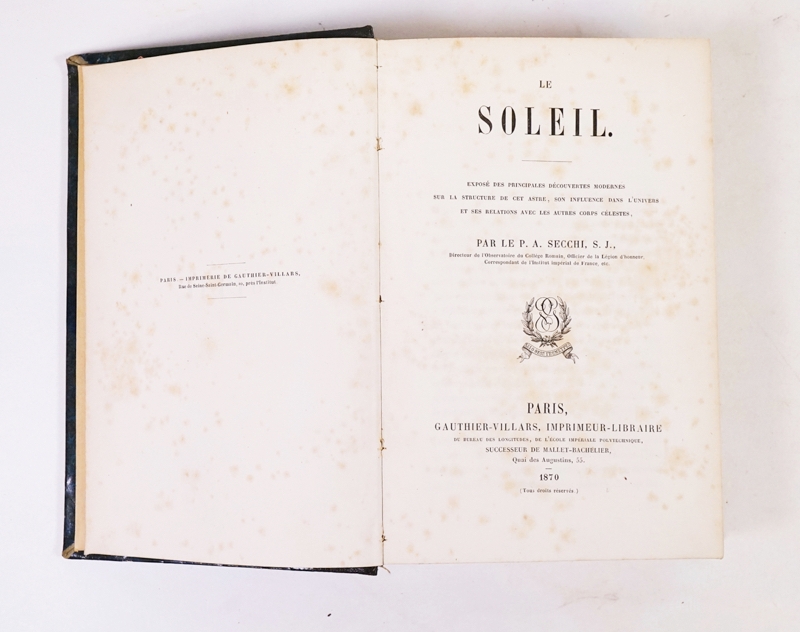 PARIS. — IMPRIMERIE DE GAUTHIER-VILLARS,
Rue de Seine-Saint-Germain, 10, près l'Institut.
LE
SOLEIL.
EXPOSÉ DES PRINCIPALES DÉCOUVERTES MODERNES
SUR LA STRUCTURE DE CET ASTRE, SON INFLUENCE DANS L'UNIVERS
ET SES RELATIONS AVEC LES AUTRES CORPS CÉLESTES,
PAR LE P. A. SECCHI, S. J.,
Directeur de l'Observatoire du Collège Romain, Officier de la Légion d'honneur,
Correspondant de l'Institut impérial de France, etc.
PARIS,
GAUTHIER-VILLARS, IMPRIMEUR-LIBRAIRE
DU BUREAU DES LONGITUDES, DE L'ÉCOLE IMPÉRIALE POLYTECHNIQUE,
SUCCESSEUR DE MALLET-BACHELIER,
Quai des Augustins, 55.
1870
(Tous droits réservés.)